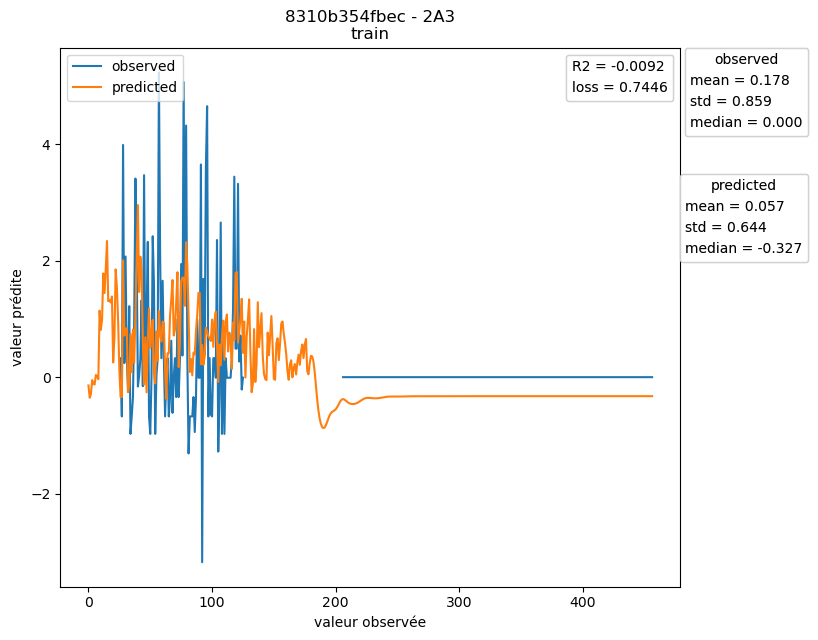 8310b354fbec - 2A3
train
observed
predicted
R2 = -0.0092
loss = 0.7446
observed
mean = 0.178
std = 0.859
median = 0.000
predicted
mean = 0.057
std = 0.644
median = -0.327
valeur prédite
4
2
0
−2
0
100
200
300
400
valeur observée